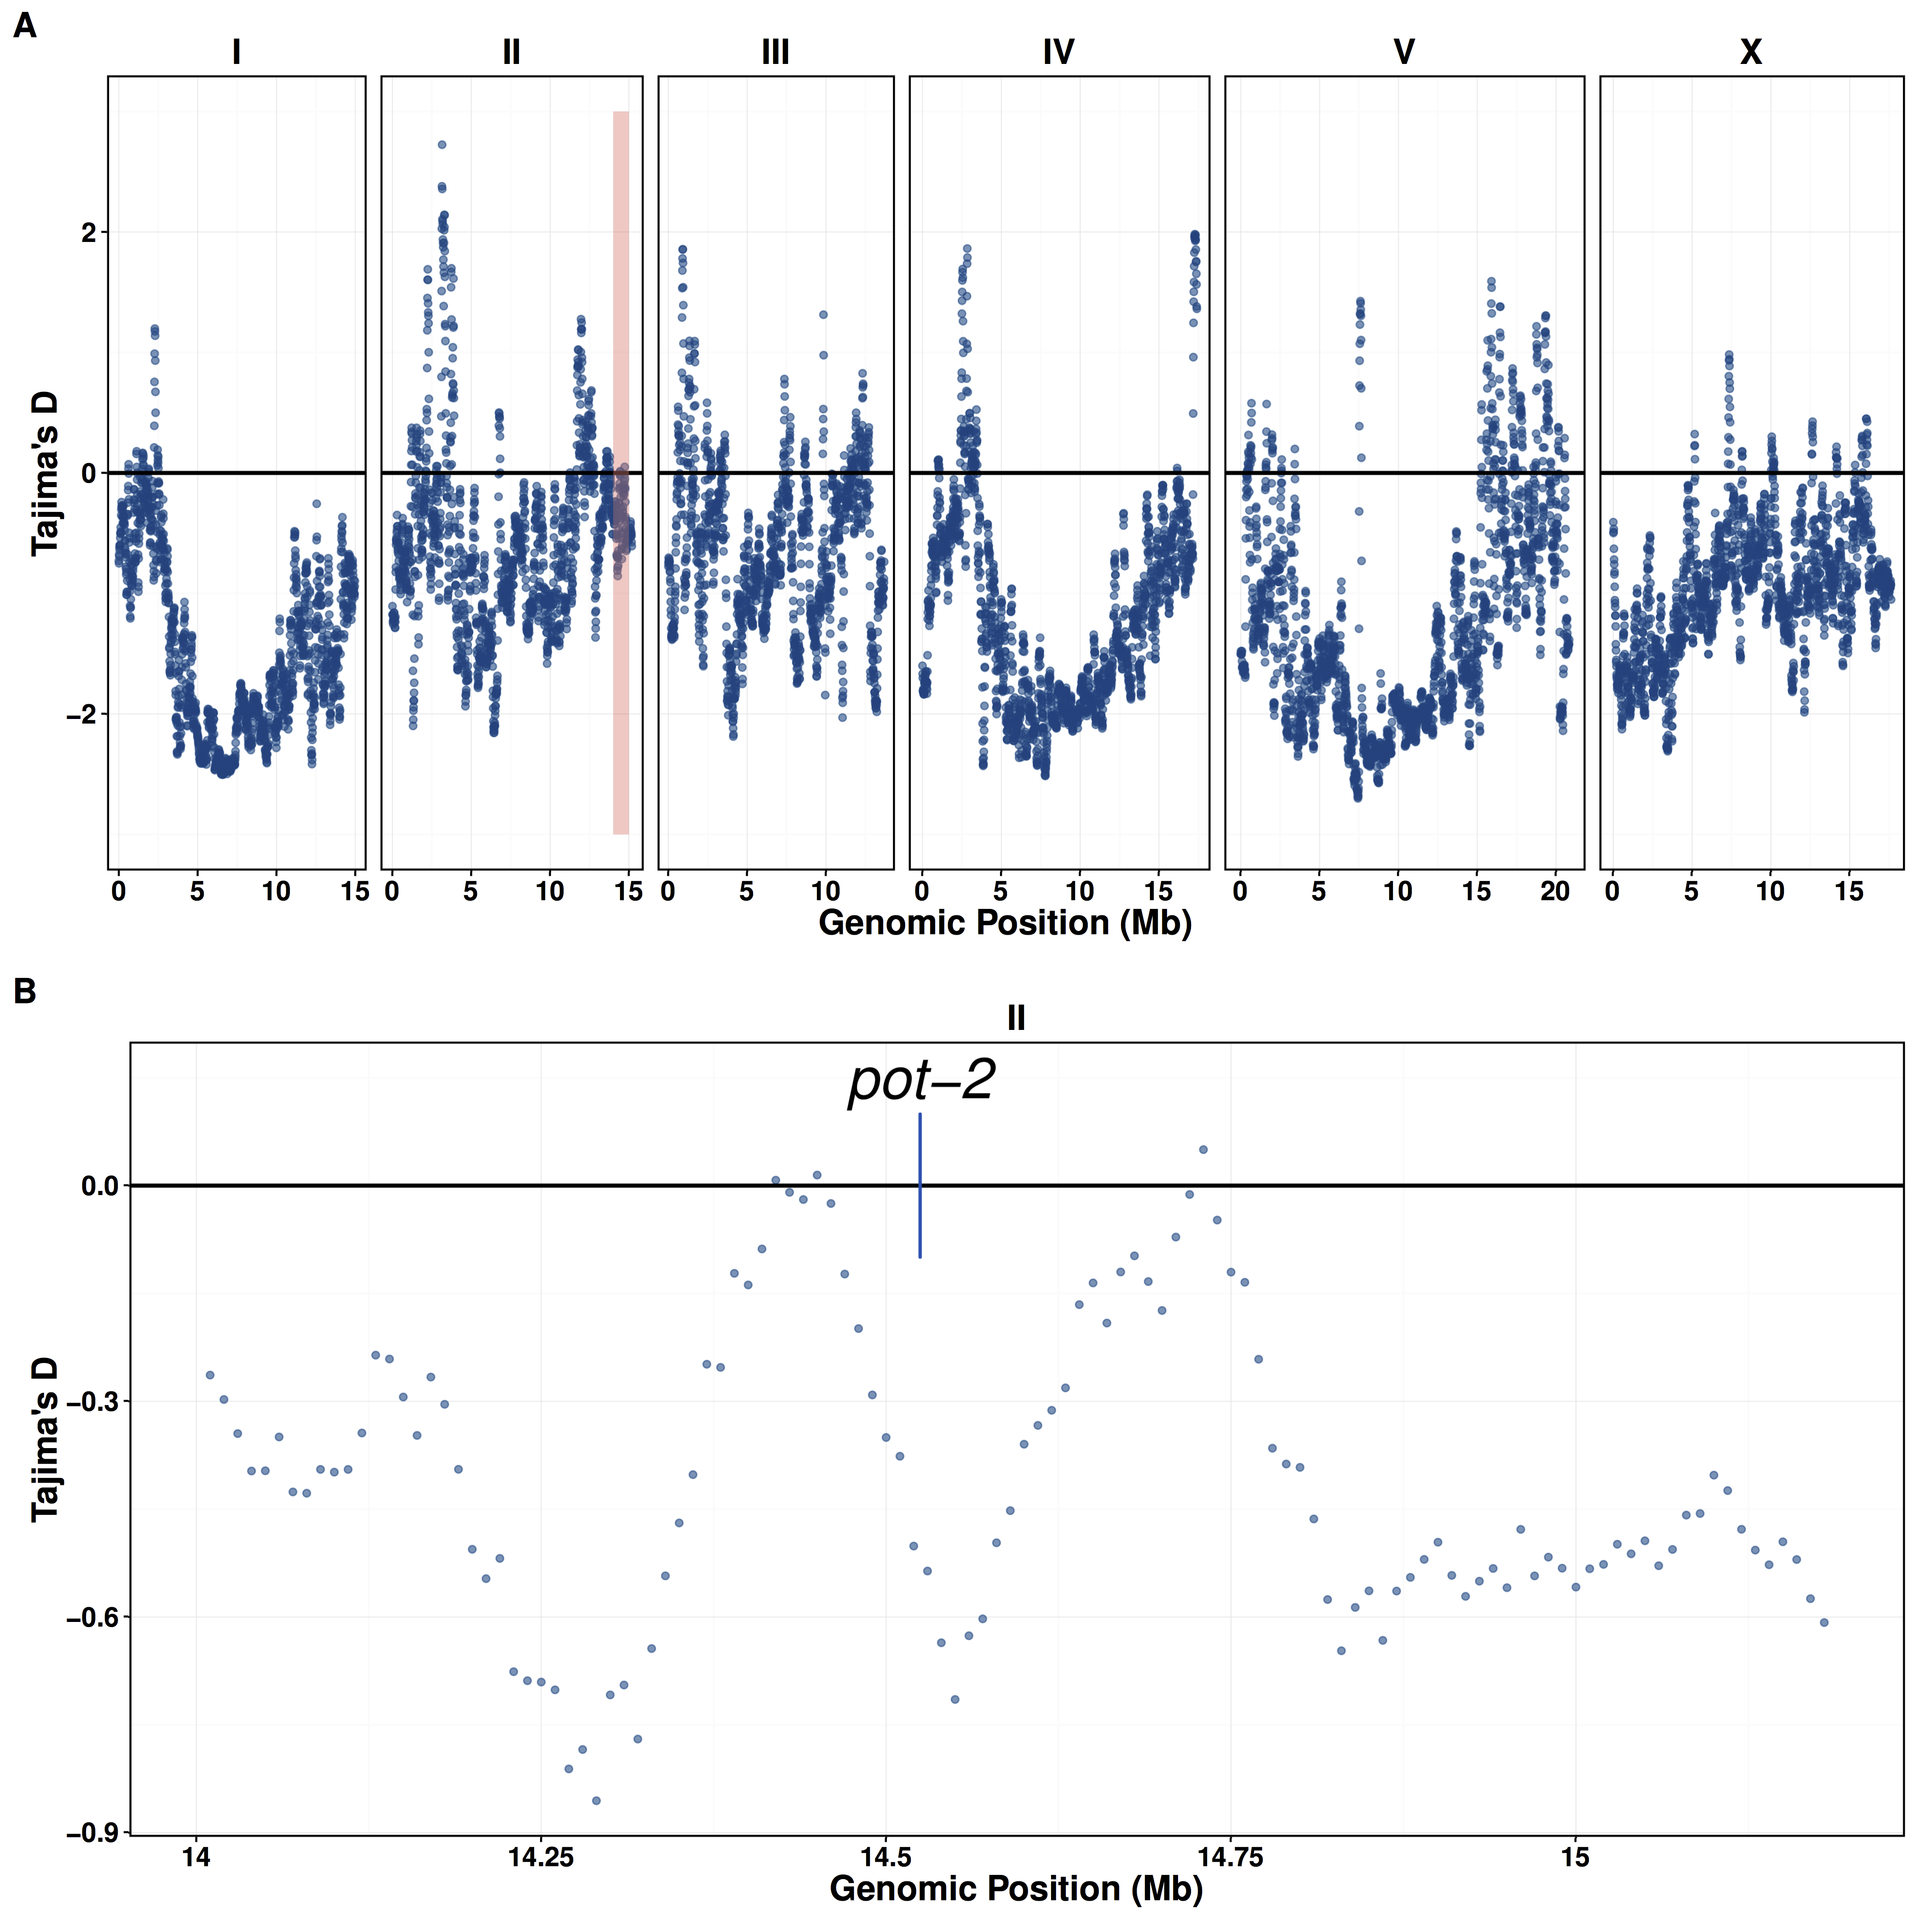 A
I II III IV V X
Tajima's D
2
0
−2
0 5 10 15 0 5 10 15 0 5 10 0 5 10 15 0 5 10 15 20 0 5 10 15
Genomic Position (Mb)
B
II
pot−2
Tajima's D
0.0
−0.3
−0.6
−0.9
14 14.25 14.5 14.75 15
Genomic Position (Mb)